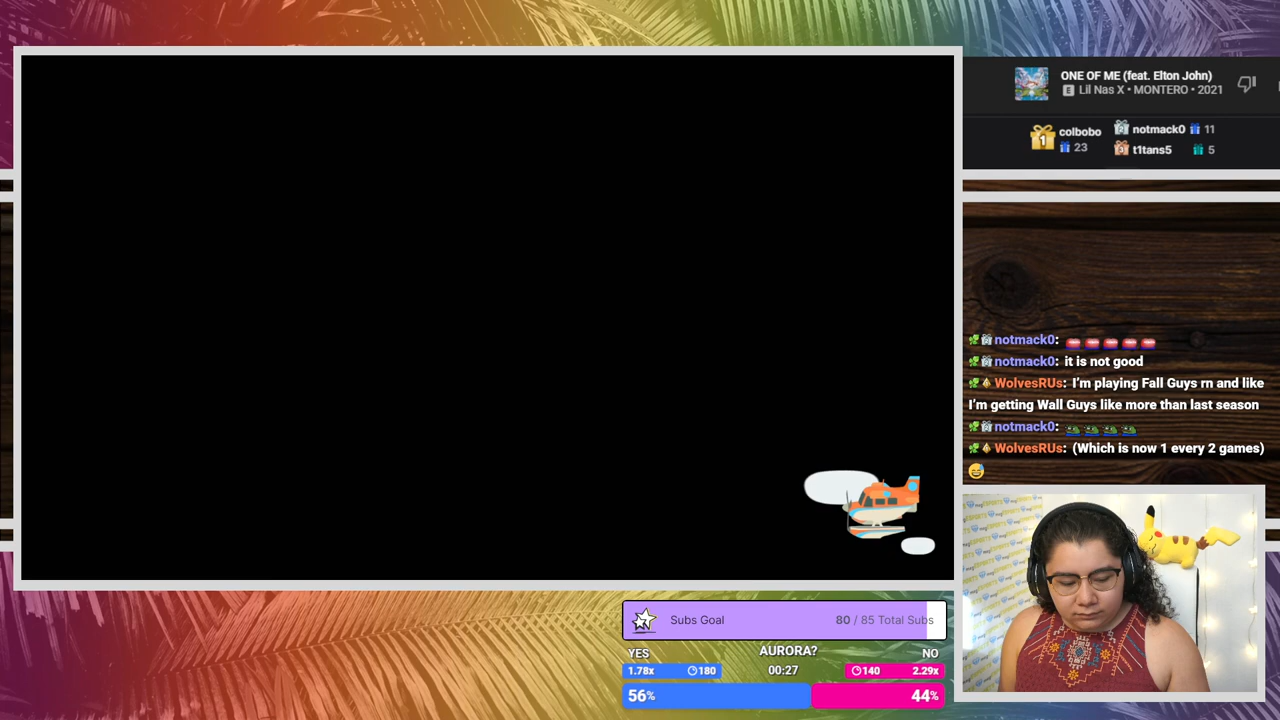 ONE OF ME (feat. Elton John)
E Lil Nas X • MONTERO • 2021
1 colbobo 23
notmack0 11
t1tans5 5
notmack0:
notmack0: it is not good
WolvesRUs: I'm playing Fall Guys rn and like
I'm getting Wall Guys like more than last season
notmack0:
WolvesRUs: (Which is now 1 every 2 games)
Subs Goal 80 / 85 Total Subs
YES AURORA? NO
1.78x 180 00:27 140 2.29x
56% 44%